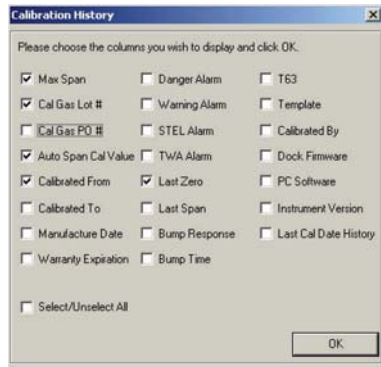 Calibration History
Please choose the columns you wish to display and click OK.
Max Span
Danger Alarm
T63
Cal Gas Lot #
Warning Alarm
Template
Cal Gas PO #
STEL Alarm
Calibrated By
Auto Span Cal Value
TWA Alarm
Dock Firmware
Calibrated From
Last Zero
PC Software
Calibrated To
Last Span
Instrument Version
Manufacture Date
Bump Response
Last Cal Date History
Warranty Expiration
Bump Time
Select/Unselect All
OK